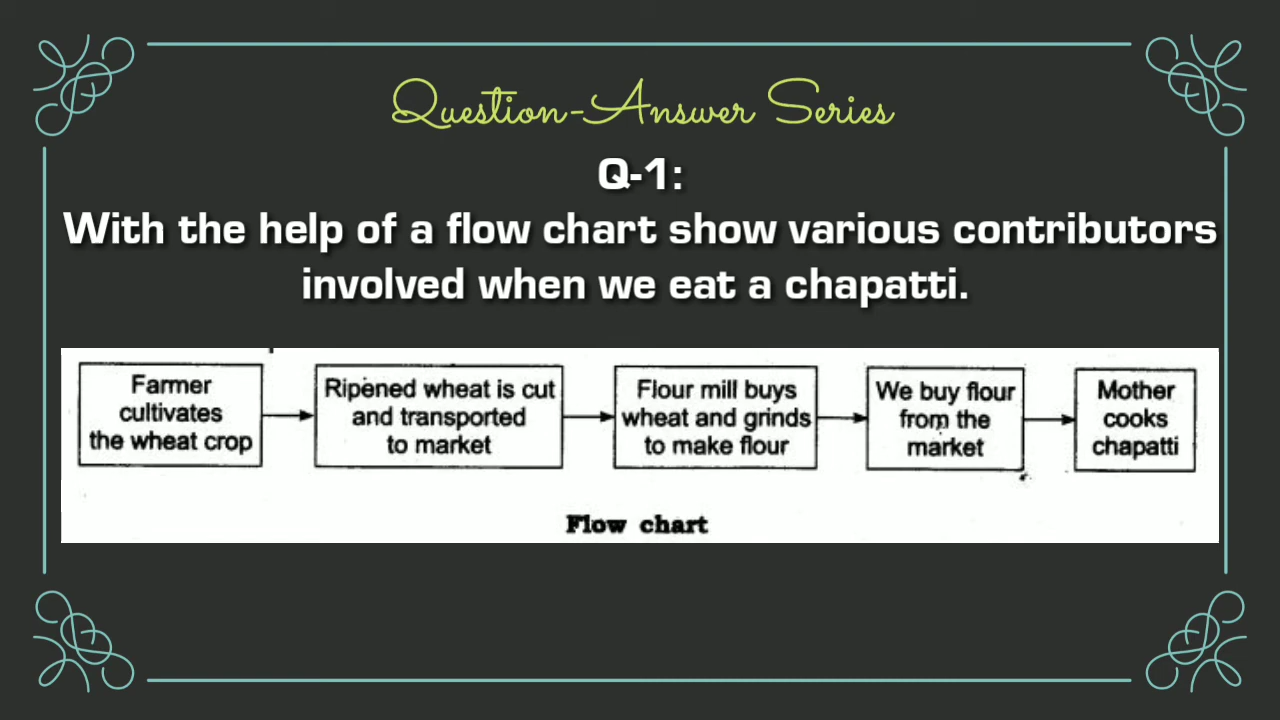 Question-Answer Series
Q-1:
With the help of a flow chart show various contributors
involved when we eat a chapatti.
Farmer
cultivates
the wheat crop
Ripened wheat is cut
and transported
to market
Flour mill buys
wheat and grinds
to make flour
We buy flour
from the
market
Mother
cooks
chapatti
Flow chart